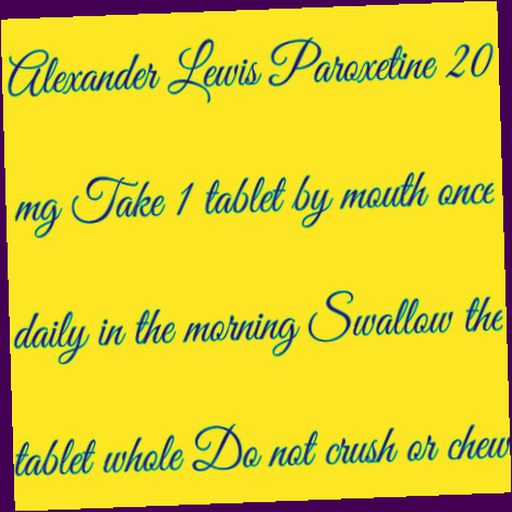 Alexander Lewis Paroxetine 20
mg Take 1 tablet by mouth once
daily in the morning Swallow the
tablet whole Do not crush or chew